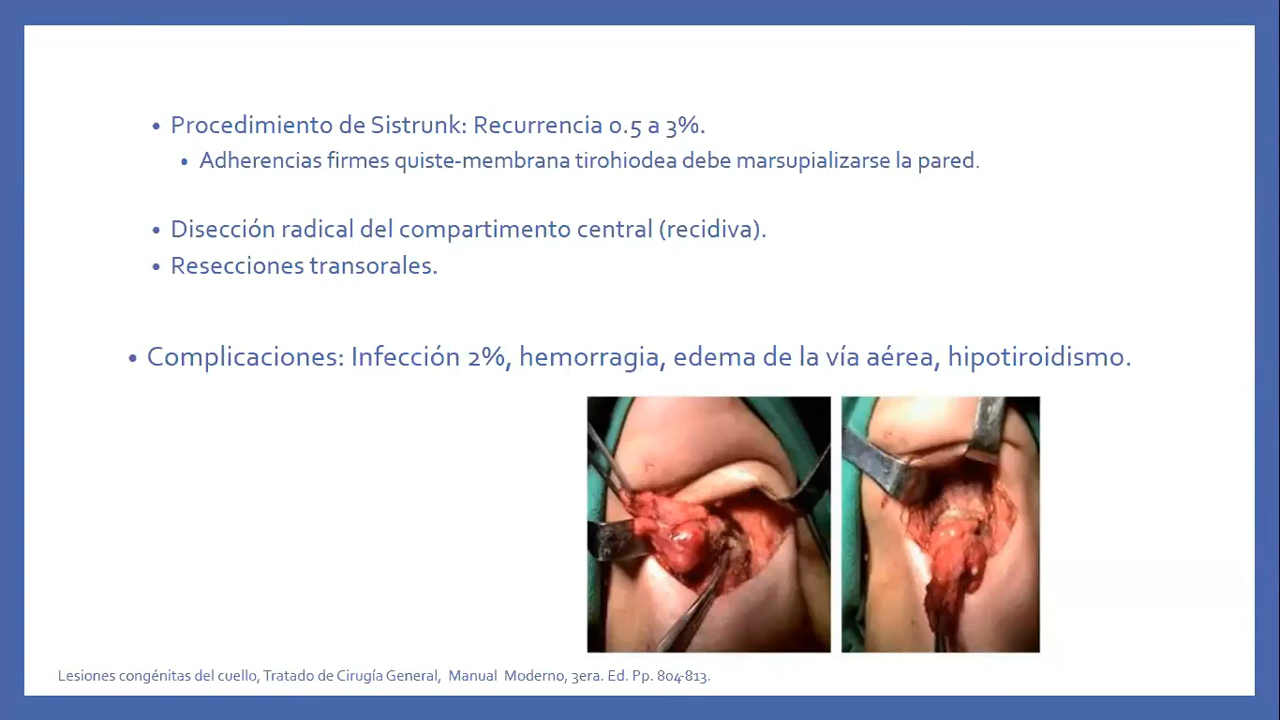 • Procedimiento de Sistrunk: Recurrencia 0.5 a 3%.
• Adherencias firmes quiste-membrana tirohiodea debe marsupializarse la pared.
• Disección radical del compartimento central (recidiva).
• Resecciones transorales.
• Complicaciones: Infección 2%, hemorragia, edema de la vía aérea, hipotiroidismo.
Lesiones congénitas del cuello, Tratado de Cirugía General, Manual Moderno, 3era. Ed. Pp. 804-813.